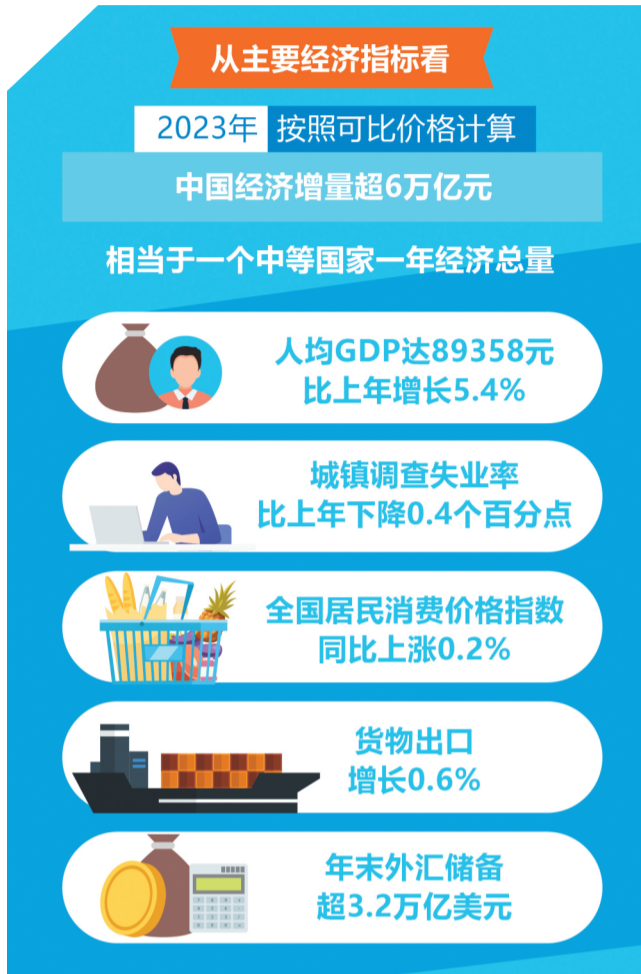 从主要经济指标看
2023年 按照可比价格计算
中国经济增量超6万亿元
相当于一个中等国家一年经济总量
人均GDP达89358元
比上年增长5.4%
城镇调查失业率
比上年下降0.4个百分点
全国居民消费价格指数
同比上涨0.2%
货物出口
增长0.6%
年末外汇储备
超3.2万亿美元